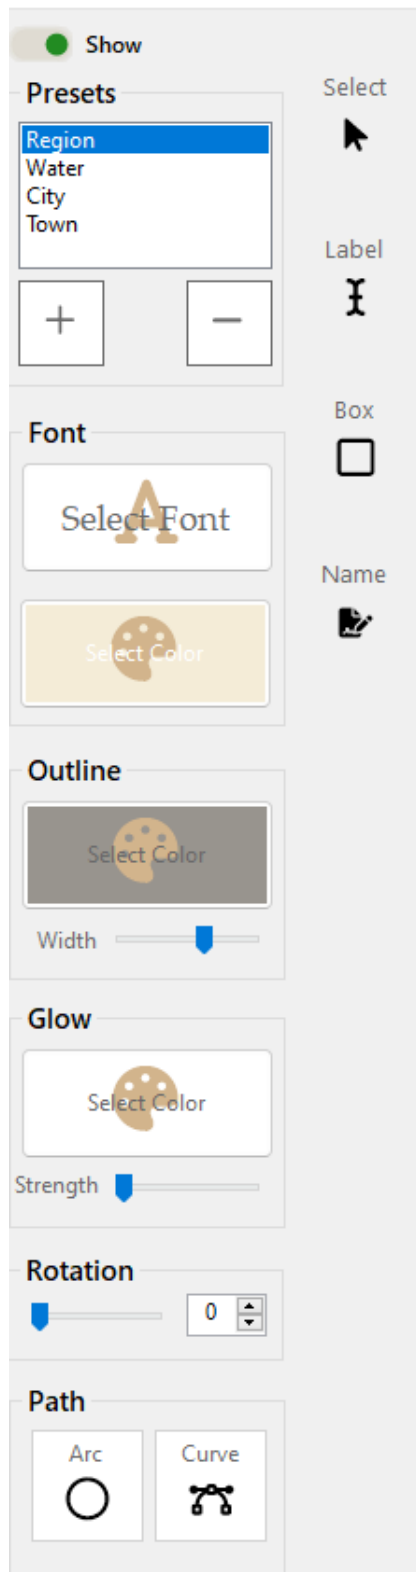 Show
Presets
Region
Water
City
Town
Font
Select Font
Select Color
Outline
Select Color
Width
Glow
Select Color
Strength
Rotation
0
Path
Arc
Curve
Select
Label
Box
Name